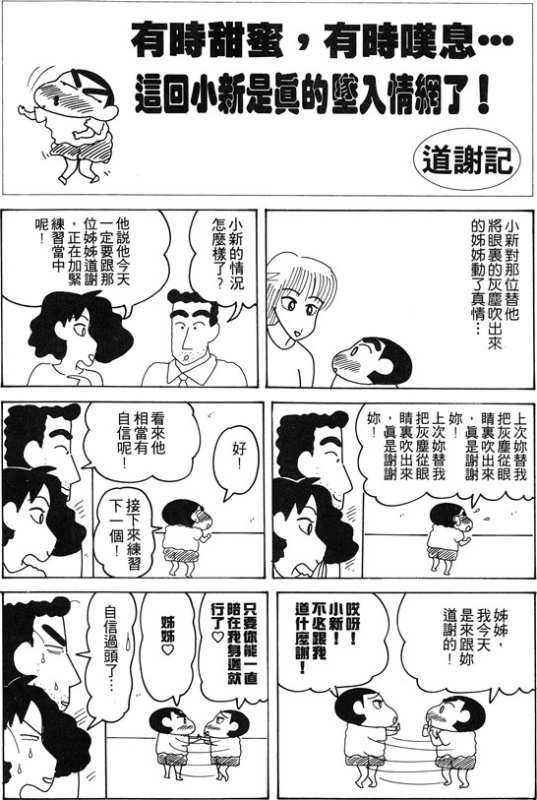 有時甜蜜，有時嘆息…
這回小新是眞的墜入情網了！
道謝記
小新對那位替他
將眼裏的灰塵吹出來
的姊姊動了真情…
小新的情況
怎麼樣了？
他說他今天
一定要跟那
位姊姊道謝
，正在加緊
練習當中
呢！
上次妳替我
把灰塵從眼
睛裏吹出來
，眞是謝謝
妳！
上次妳替我
把灰塵從眼
睛裏吹出來
，眞是謝謝
妳！
好！
看來他
相當有
自信呢！
接下來練習
下一個！
姊姊，
我今天
是來跟妳
道謝的！
哎呀！
小新！
不必跟我
道什麼謝！
只要你能一直
陪在我身邊就
行了♡
姊姊♡
自信過頭了…